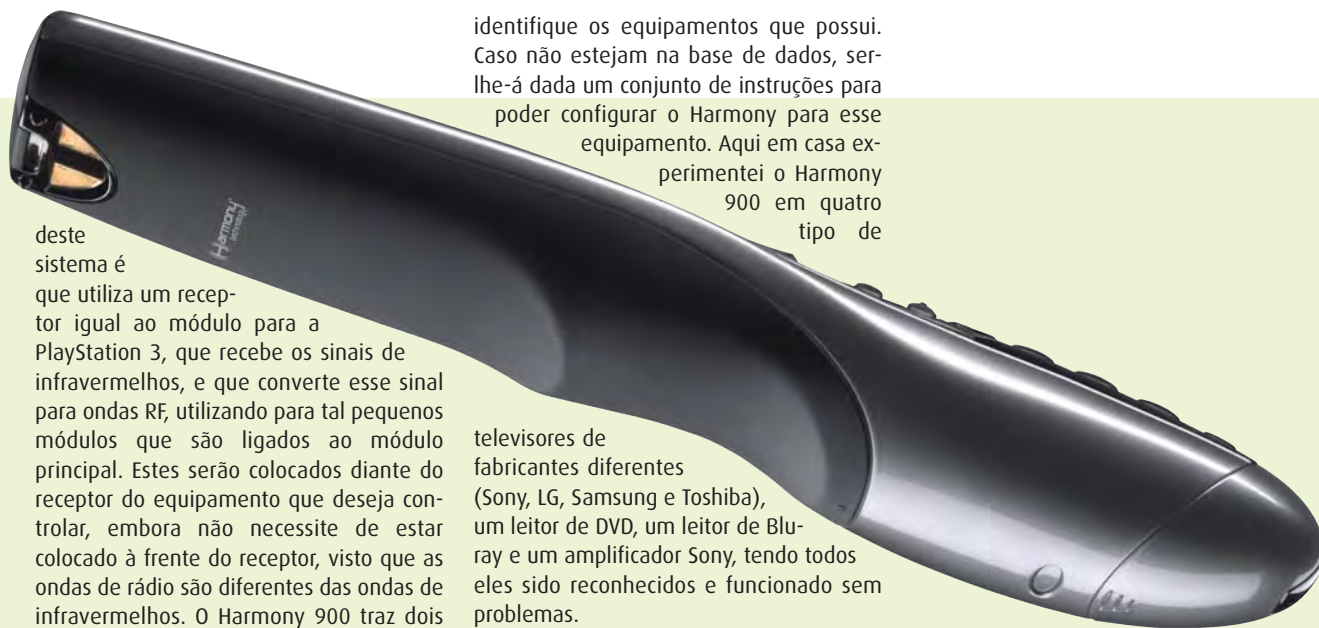 deste
sistema é
que utiliza um recep-
tor igual ao módulo para a
PlayStation 3, que recebe os sinais de
infravermelhos, e que converte esse sinal
para ondas RF, utilizando para tal pequenos
módulos que são ligados ao módulo
principal. Estes serão colocados diante do
receptor do equipamento que deseja con-
trolar, embora não necessite de estar
colocado à frente do receptor, visto que as
ondas de rádio são diferentes das ondas de
infravermelhos. O Harmony 900 traz dois
identifique os equipamentos que possui.
Caso não estejam na base de dados, ser-
lhe-á dada um conjunto de instruções para
poder configurar o Harmony para esse
equipamento. Aqui em casa ex-
perimentei o Harmony
900 em quatro
tipo de
televisores de
fabricantes diferentes
(Sony, LG, Samsung e Toshiba),
um leitor de DVD, um leitor de Blu-
ray e um amplificador Sony, tendo todos
eles sido reconhecidos e funcionado sem
problemas.
Harmony
technology